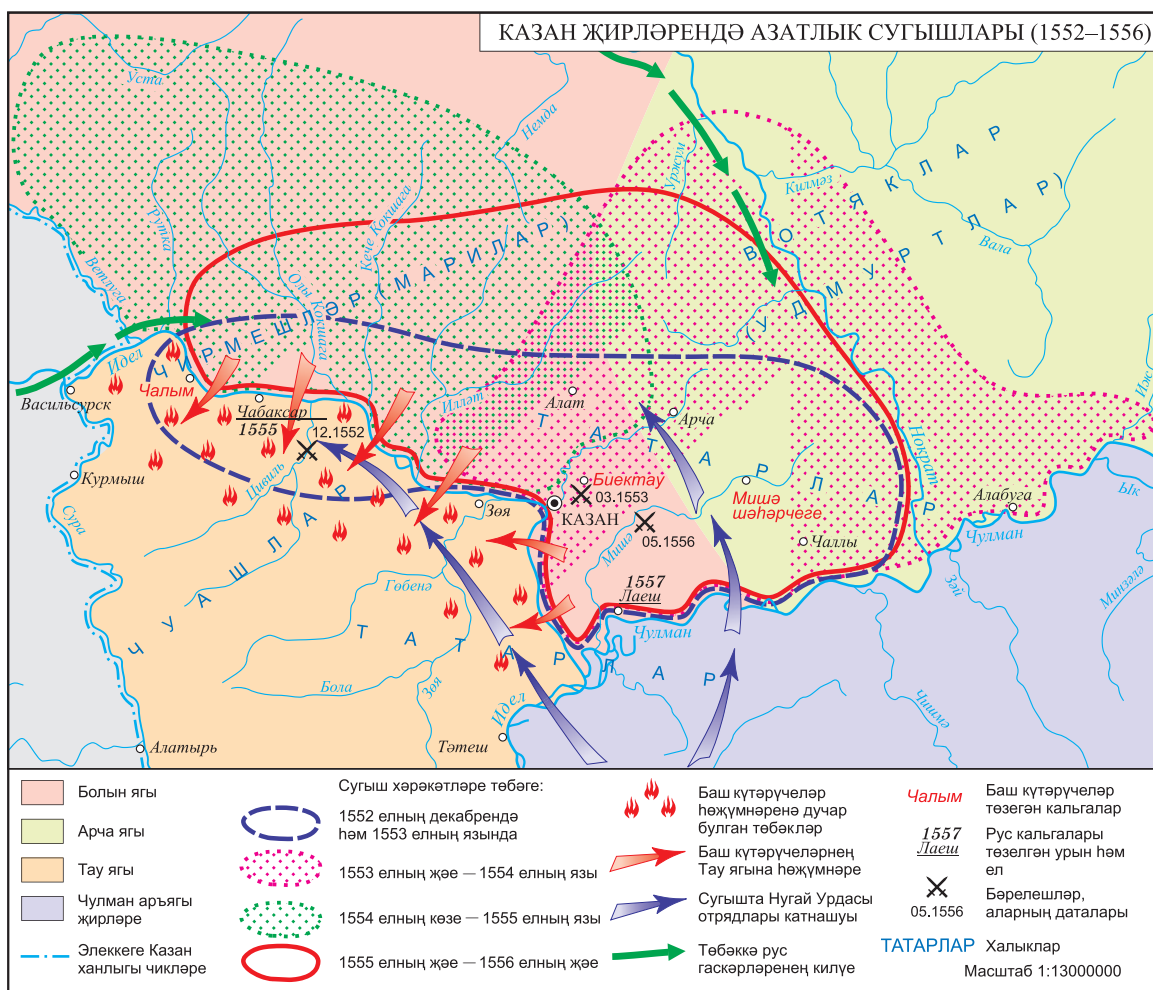 КАЗАН ҖИРЛӘРЕНДӘ АЗАТЛЫК СУГЫШЛАРЫ (1552–1556)
Уста
Немда
Уржум
Килмәз
Вала
ВОТЯКЛАР
(УДМУРТЛАР)
Рутка
Кече Кокшага
Олы Кокшага
Ветлуга
ЧИРМЕШЛӘР (МАРИЛАР)
Идел
Васильсурск
Чалым
Чабаксар
1555
12.1552
Илләт
Алат
Арча
Нократ
Иж
Курмыш
Цивиль
Сура
Зөя
Биектау
03.1553
КАЗАН
05.1556
Мишә
Мишә
шәһәрчеге
Чаллы
Алабуга
Ык
Чулман
ТАТАРЛАР
ЧУАШЛАР
Гөбенә
1557
Лаеш
Чулман
Зәй
Минзәлә
ТАТАРЛАР
Бола
Зөя
Идел
Чишмә
Алатырь
Тәтеш
Болын ягы
Арча ягы
Тау ягы
Чулман аръягы
җирләре
Элеккеге Казан
ханлыгы чикләре
Сугыш хәрәкәтләре төбәге:
1552 елның декабрендә
һәм 1553 елның язында
1553 елның җәе — 1554 елның язы
1554 елның көзе — 1555 елның язы
1555 елның җәе — 1556 елның җәе
Баш күтәрүчеләр
һөҗүмнәренә дучар
булган төбәкләр
Баш күтәрүчеләрнең
Тау ягына һөҗүмнәре
Сугышта Нугай Урдасы
отрядлары катнашуы
Төбәккә рус
гаскәрләренең килүе
Чалым
Баш күтәрүчеләр
төзегән кальгалар
1557
Лаеш
Рус кальгалары
төзелгән урын һәм
ел
05.1556
Бәрелешләр,
аларның даталары
ТАТАРЛАР
Халыклар
Масштаб 1:13000000